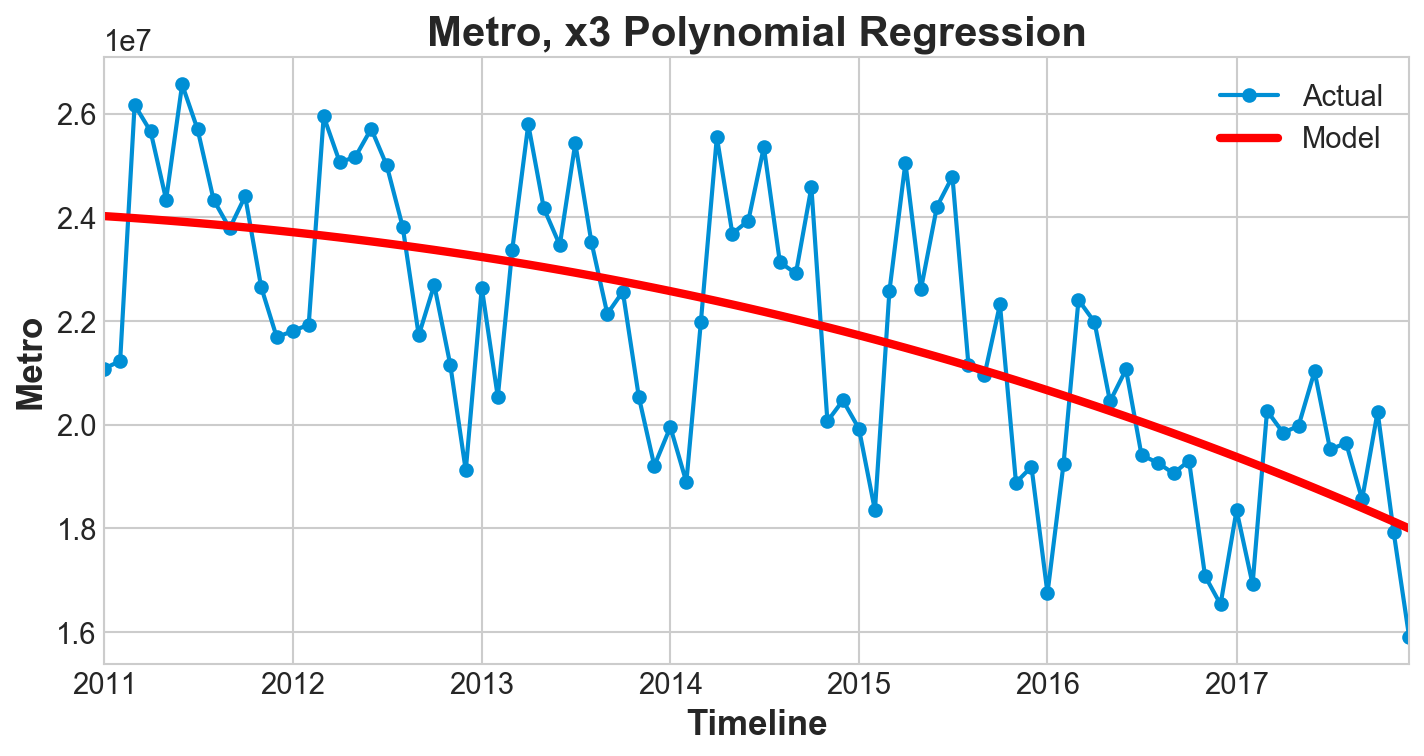 Metro, x3 Polynomial Regression
1e7
Actual
Model
2.6
2.4
2.2
2.0
1.8
1.6
Metro
2011 2012 2013 2014 2015 2016 2017
Timeline